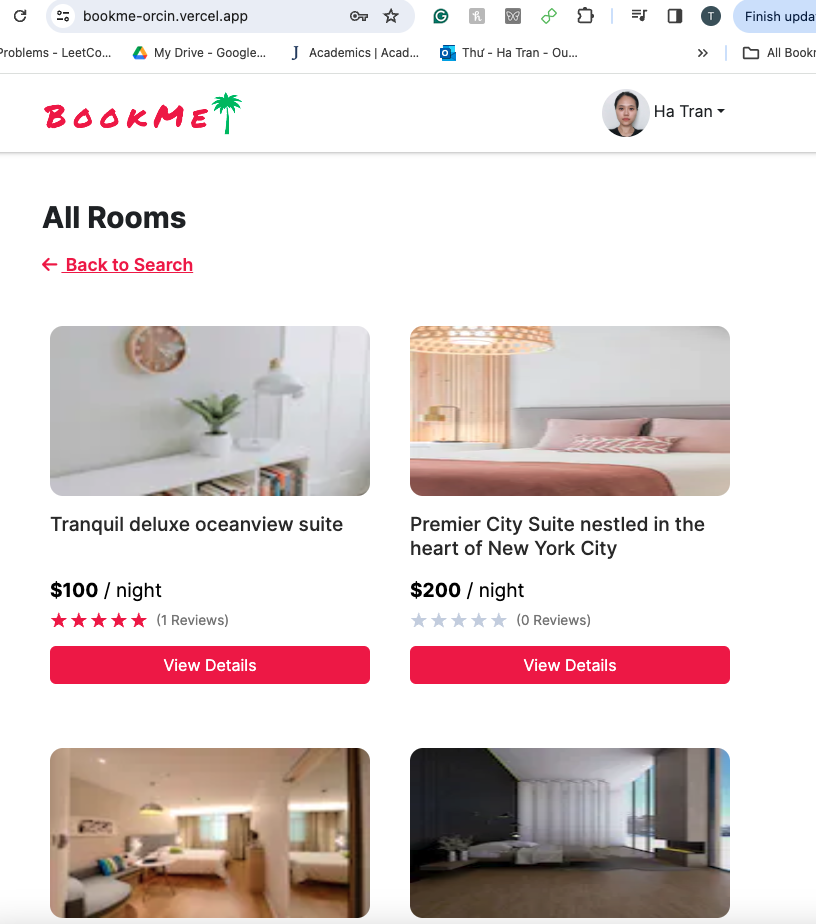 bookme-orcin.vercel.app
T
Finish upda
Problems - LeetCo...
My Drive - Google...
J
Academics | Acad...
Thư - Ha Tran - Ou...
»
All Bookr
BookMe
Ha Tran
All Rooms
← Back to Search
Tranquil deluxe oceanview suite
Premier City Suite nestled in the
heart of New York City
$100 / night
$200 / night
(1 Reviews)
(0 Reviews)
View Details
View Details